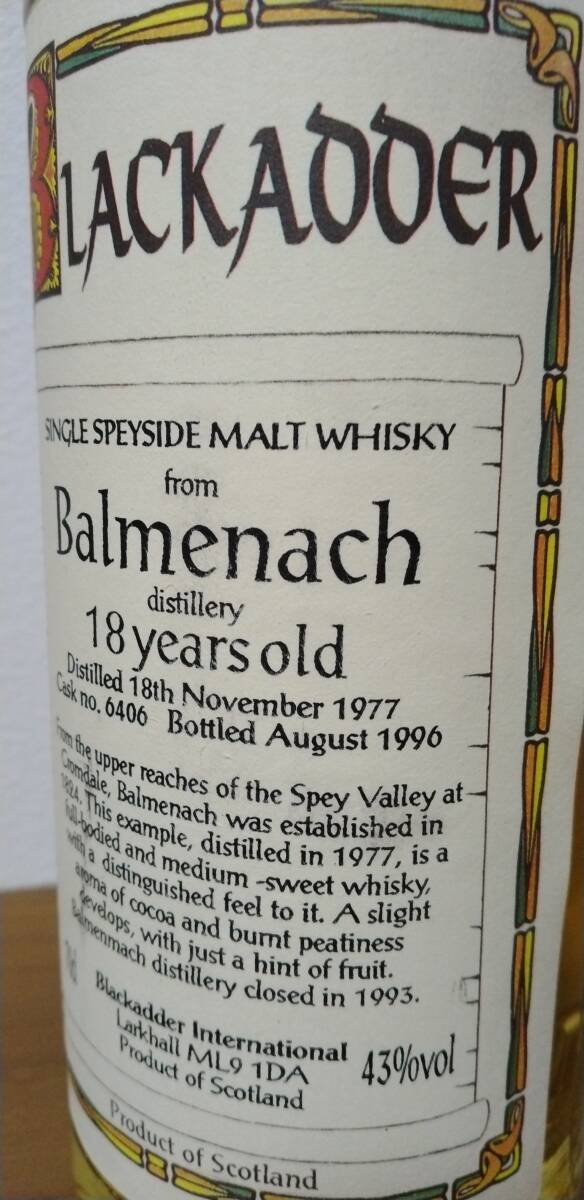 BLACKADDER
SINGLE SPEYSIDE MALT WHISKY
from
Balmenach
distillery
18 years old
Distilled 18th November 1977
Cask no. 6406 Bottled August 1996
From the upper reaches of the Spey Valley at
Cromdale, Balmenach was established in
1824. This example, distilled in 1977, is a
full-bodied and medium -sweet whisky,
with a distinguished feel to it. A slight
aroma of cocoa and burnt peatiness
develops, with just a hint of fruit.
Balmenmach distillery closed in 1993.
Blackadder International
Larkhall ML9 1DA
Product of Scotland
43%vol
Product of Scotland